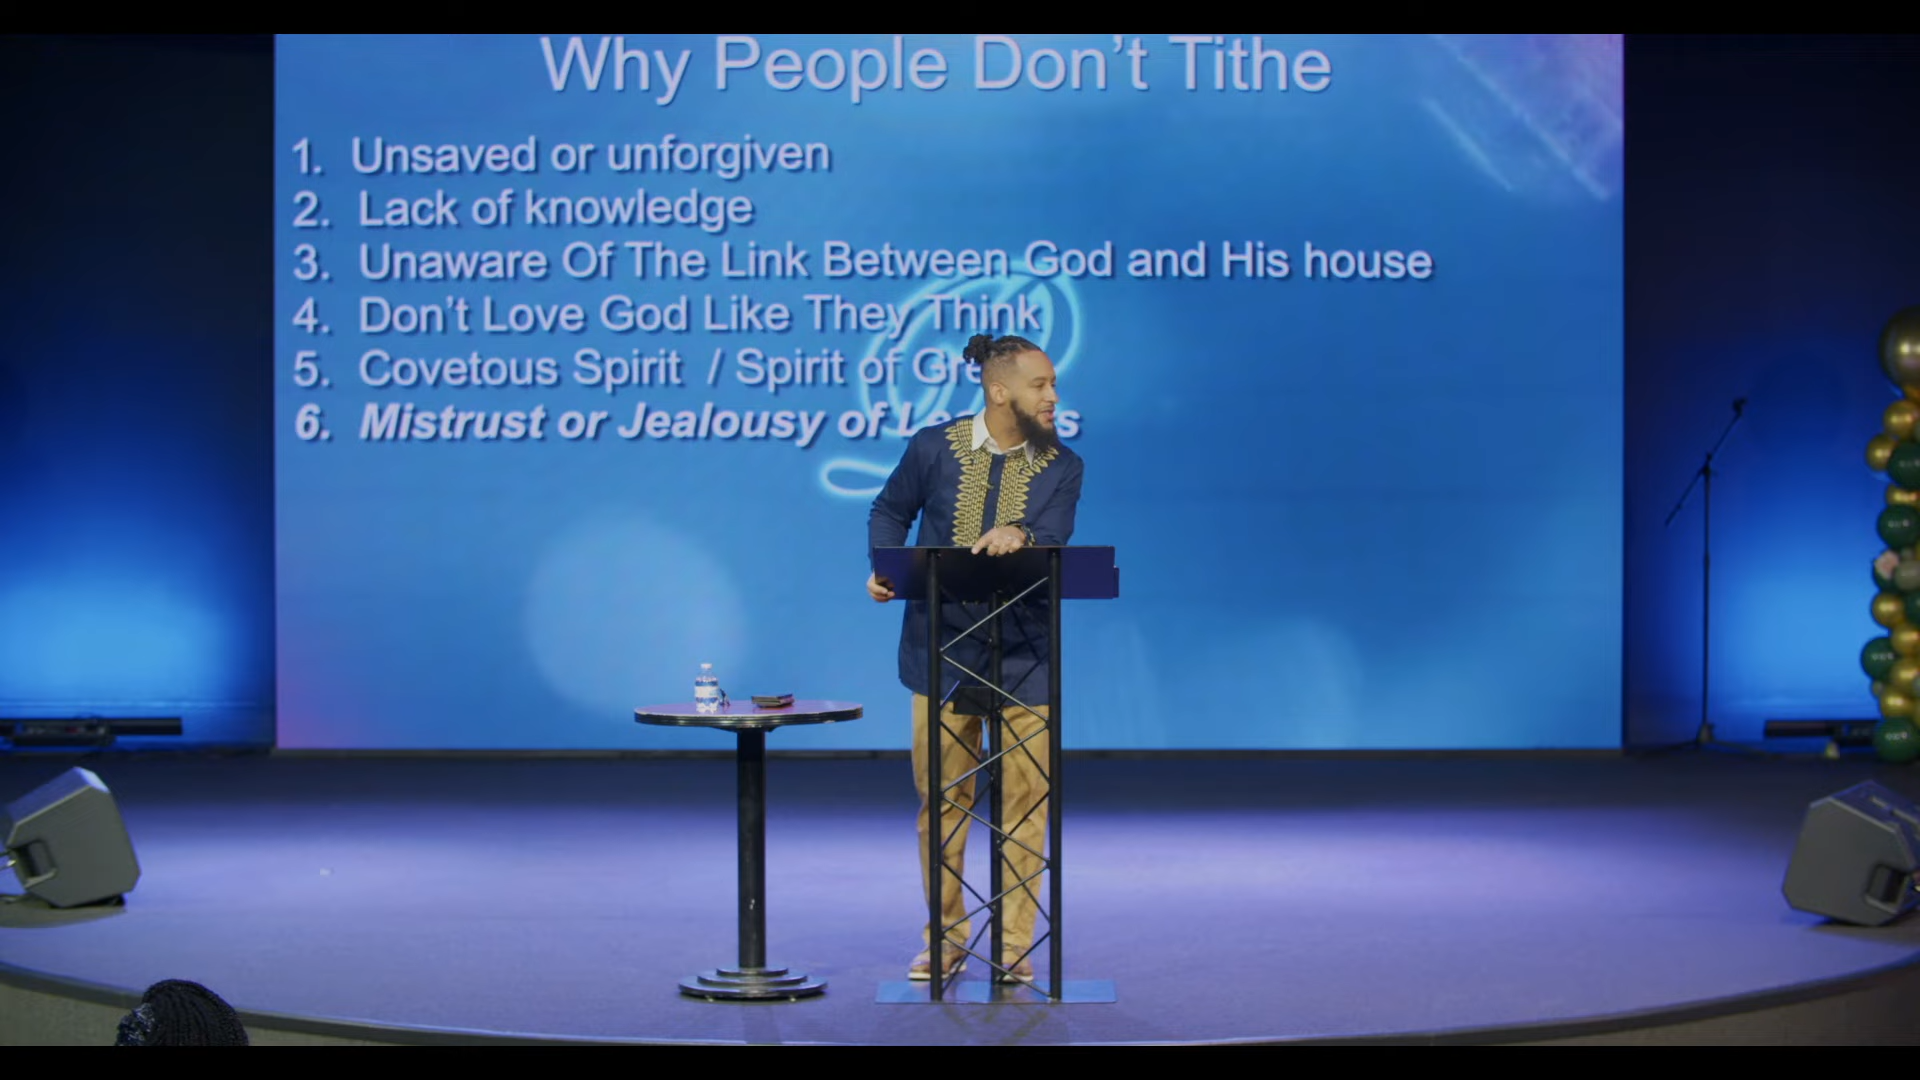 Why People Don't Tithe
1. Unsaved or unforgiven
2. Lack of knowledge
3. Unaware Of The Link Between God and His house
4. Don't Love God Like They Think
5. Covetous Spirit / Spirit of
6. Mistrust or Jealousy of